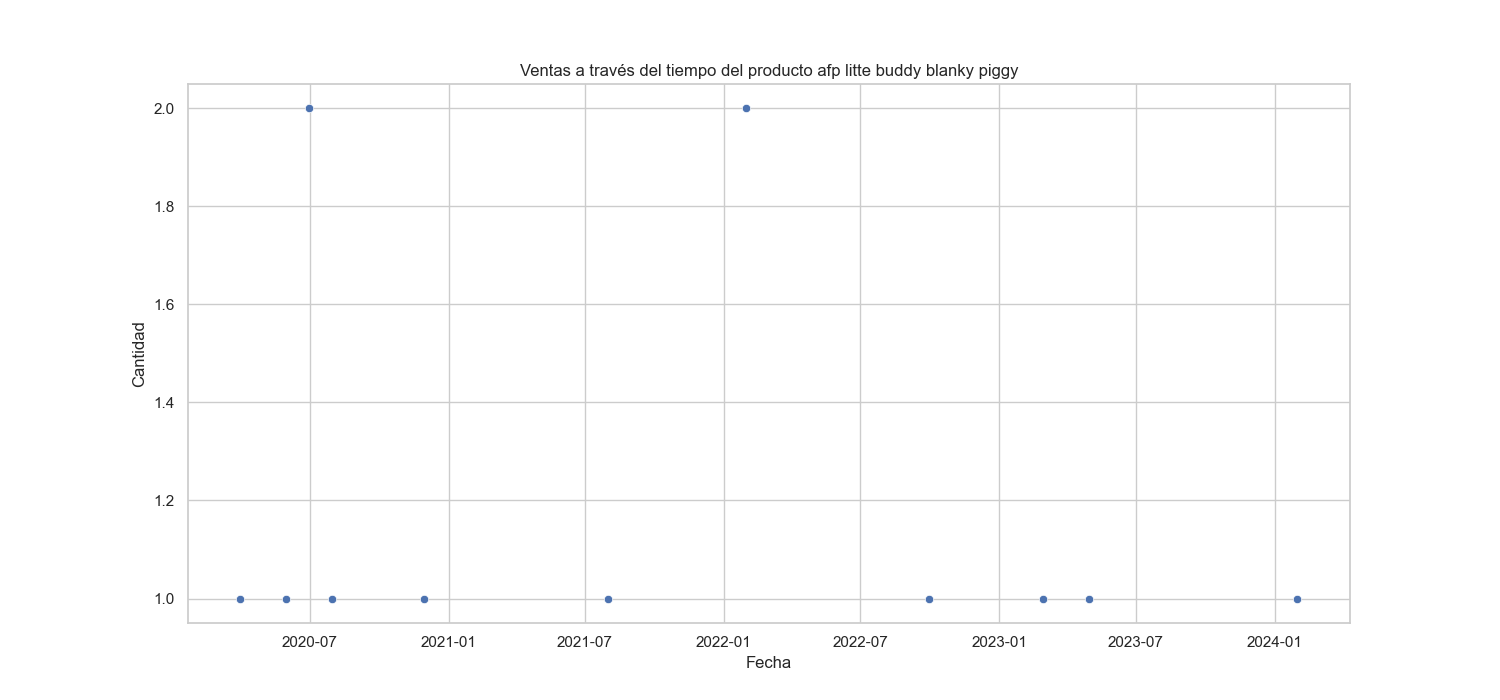 Ventas a través del tiempo del producto afp litte buddy blanky piggy
2.0
1.8
1.6
1.4
1.2
1.0
Cantidad
2020-07 2021-01 2021-07 2022-01 2022-07 2023-01 2023-07 2024-01
Fecha